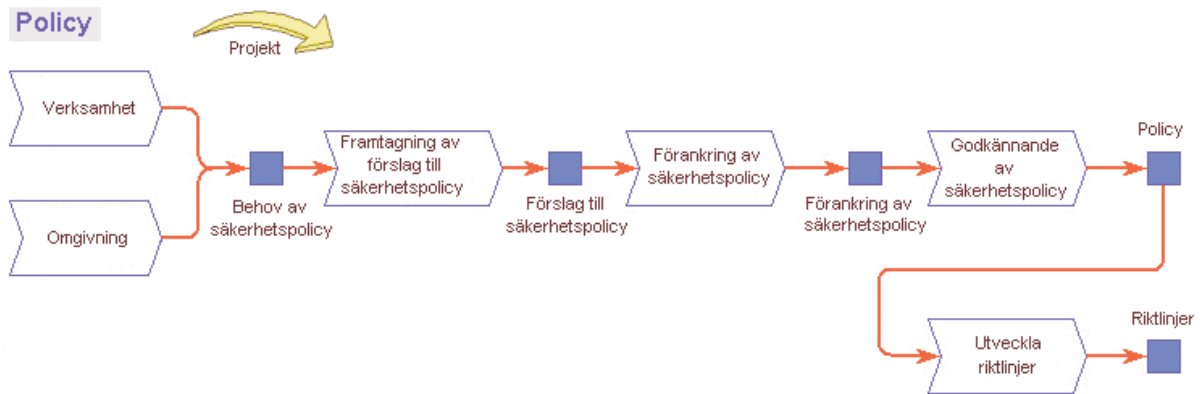 Policy
Projekt
Verksamhet
Omgivning
Behov av
säkerhetspolicy
Framtagning av
förslag till
säkerhetspolicy
Förslag till
säkerhetspolicy
Förankring av
säkerhetspolicy
Förankring av
säkerhetspolicy
Godkännande
av
säkerhetspolicy
Policy
Utveckla
riktlinjer
Riktlinjer